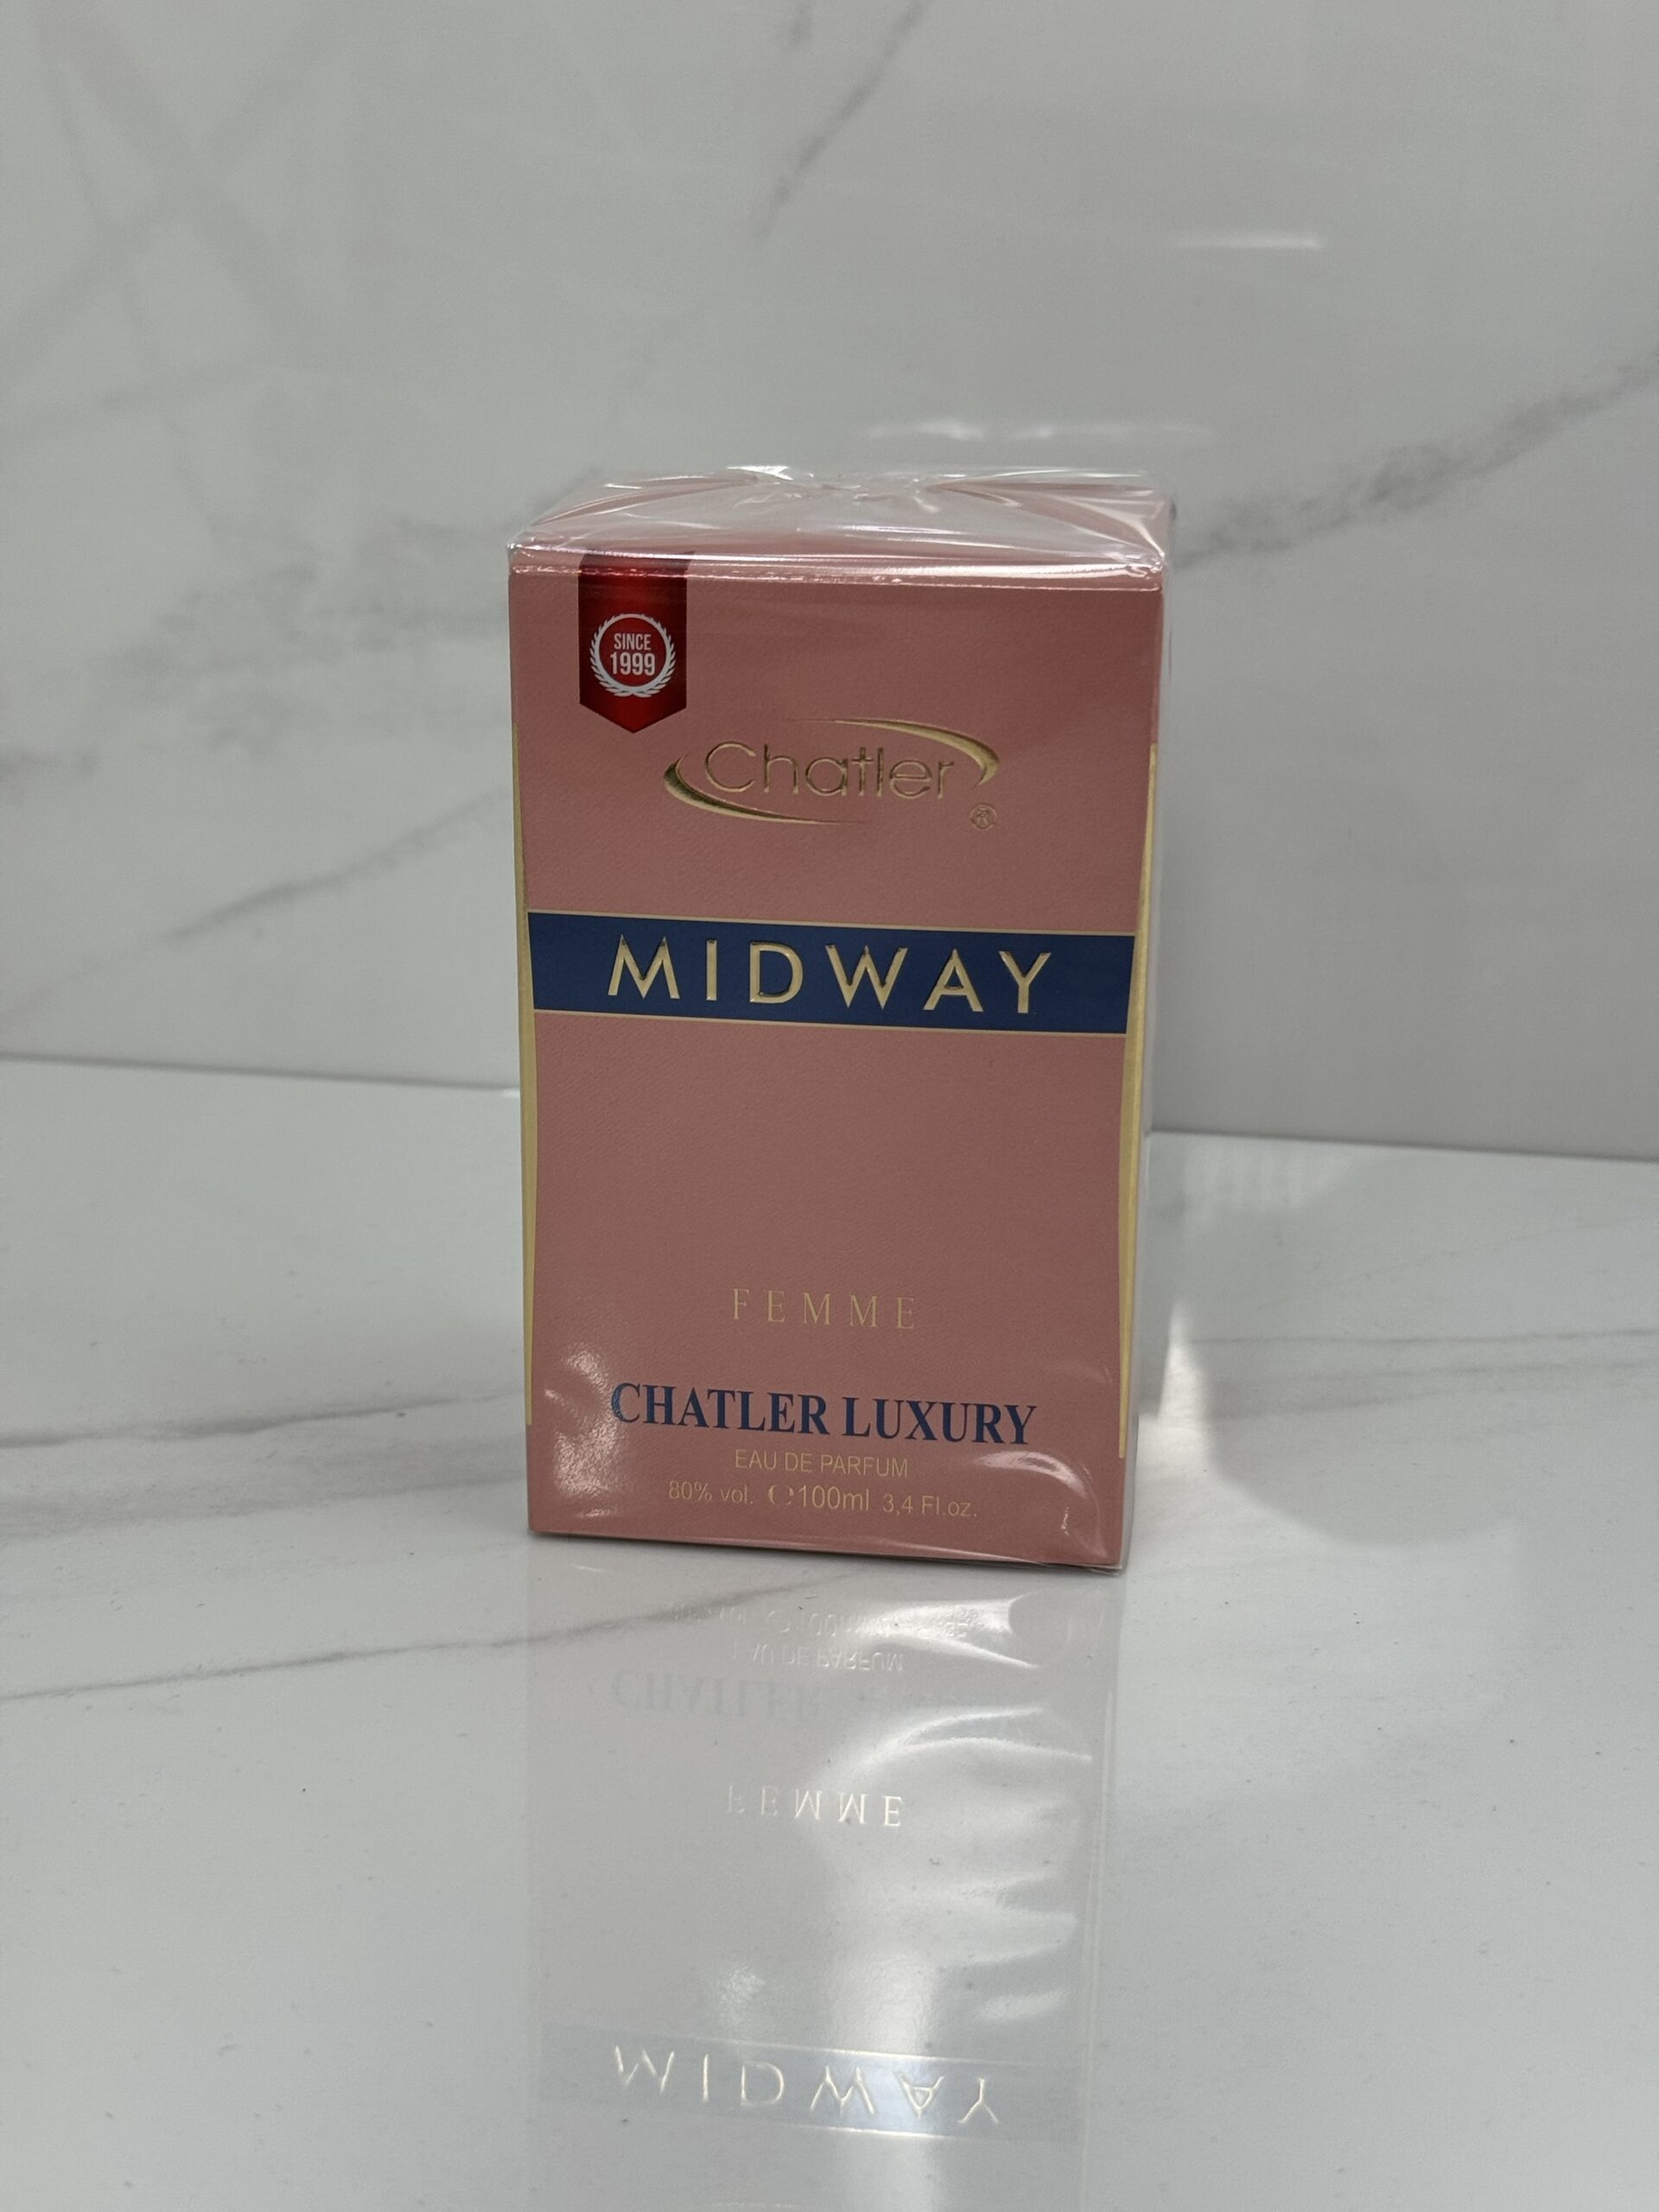 SINCE
1999
Chatler
®
MIDWAY
FEMME
CHATLER LUXURY
EAU DE PARFUM
80% vol. ℮100ml 3,4 Fl.oz.